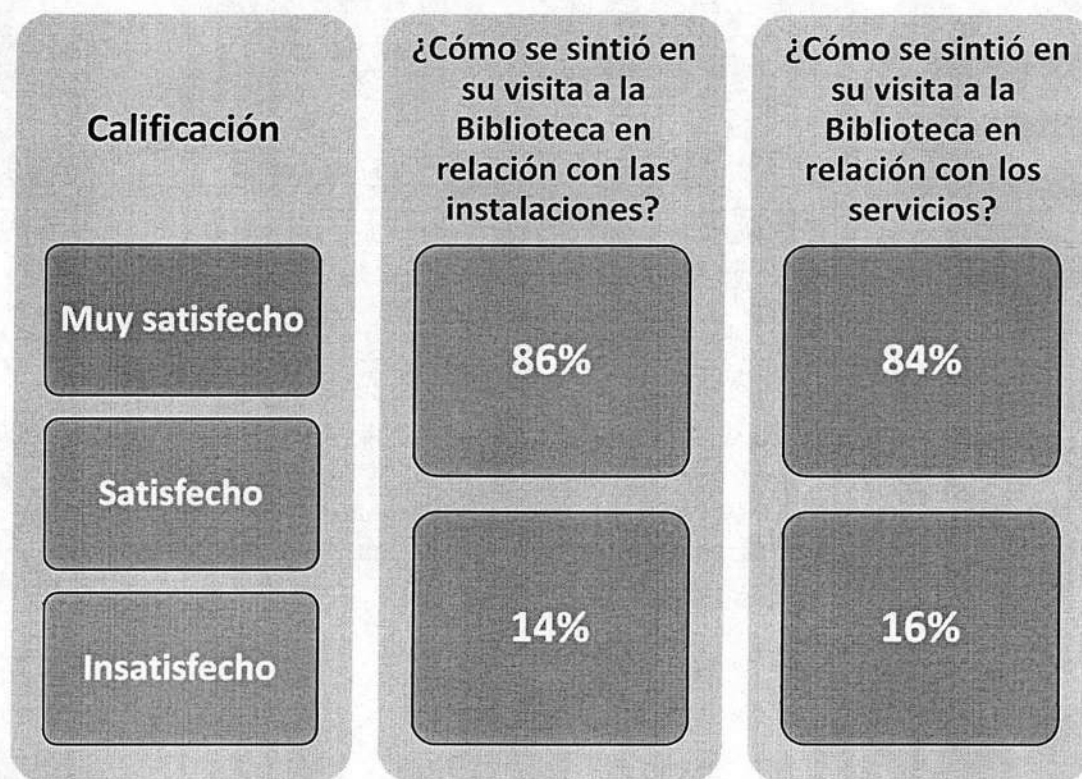 Calificación
Muy satisfecho
Satisfecho
Insatisfecho
¿Cómo se sintió en
su visita a la
Biblioteca en
relación con las
instalaciones?
86%
14%
¿Cómo se sintió en
su visita a la
Biblioteca en
relación con los
servicios?
84%
16%